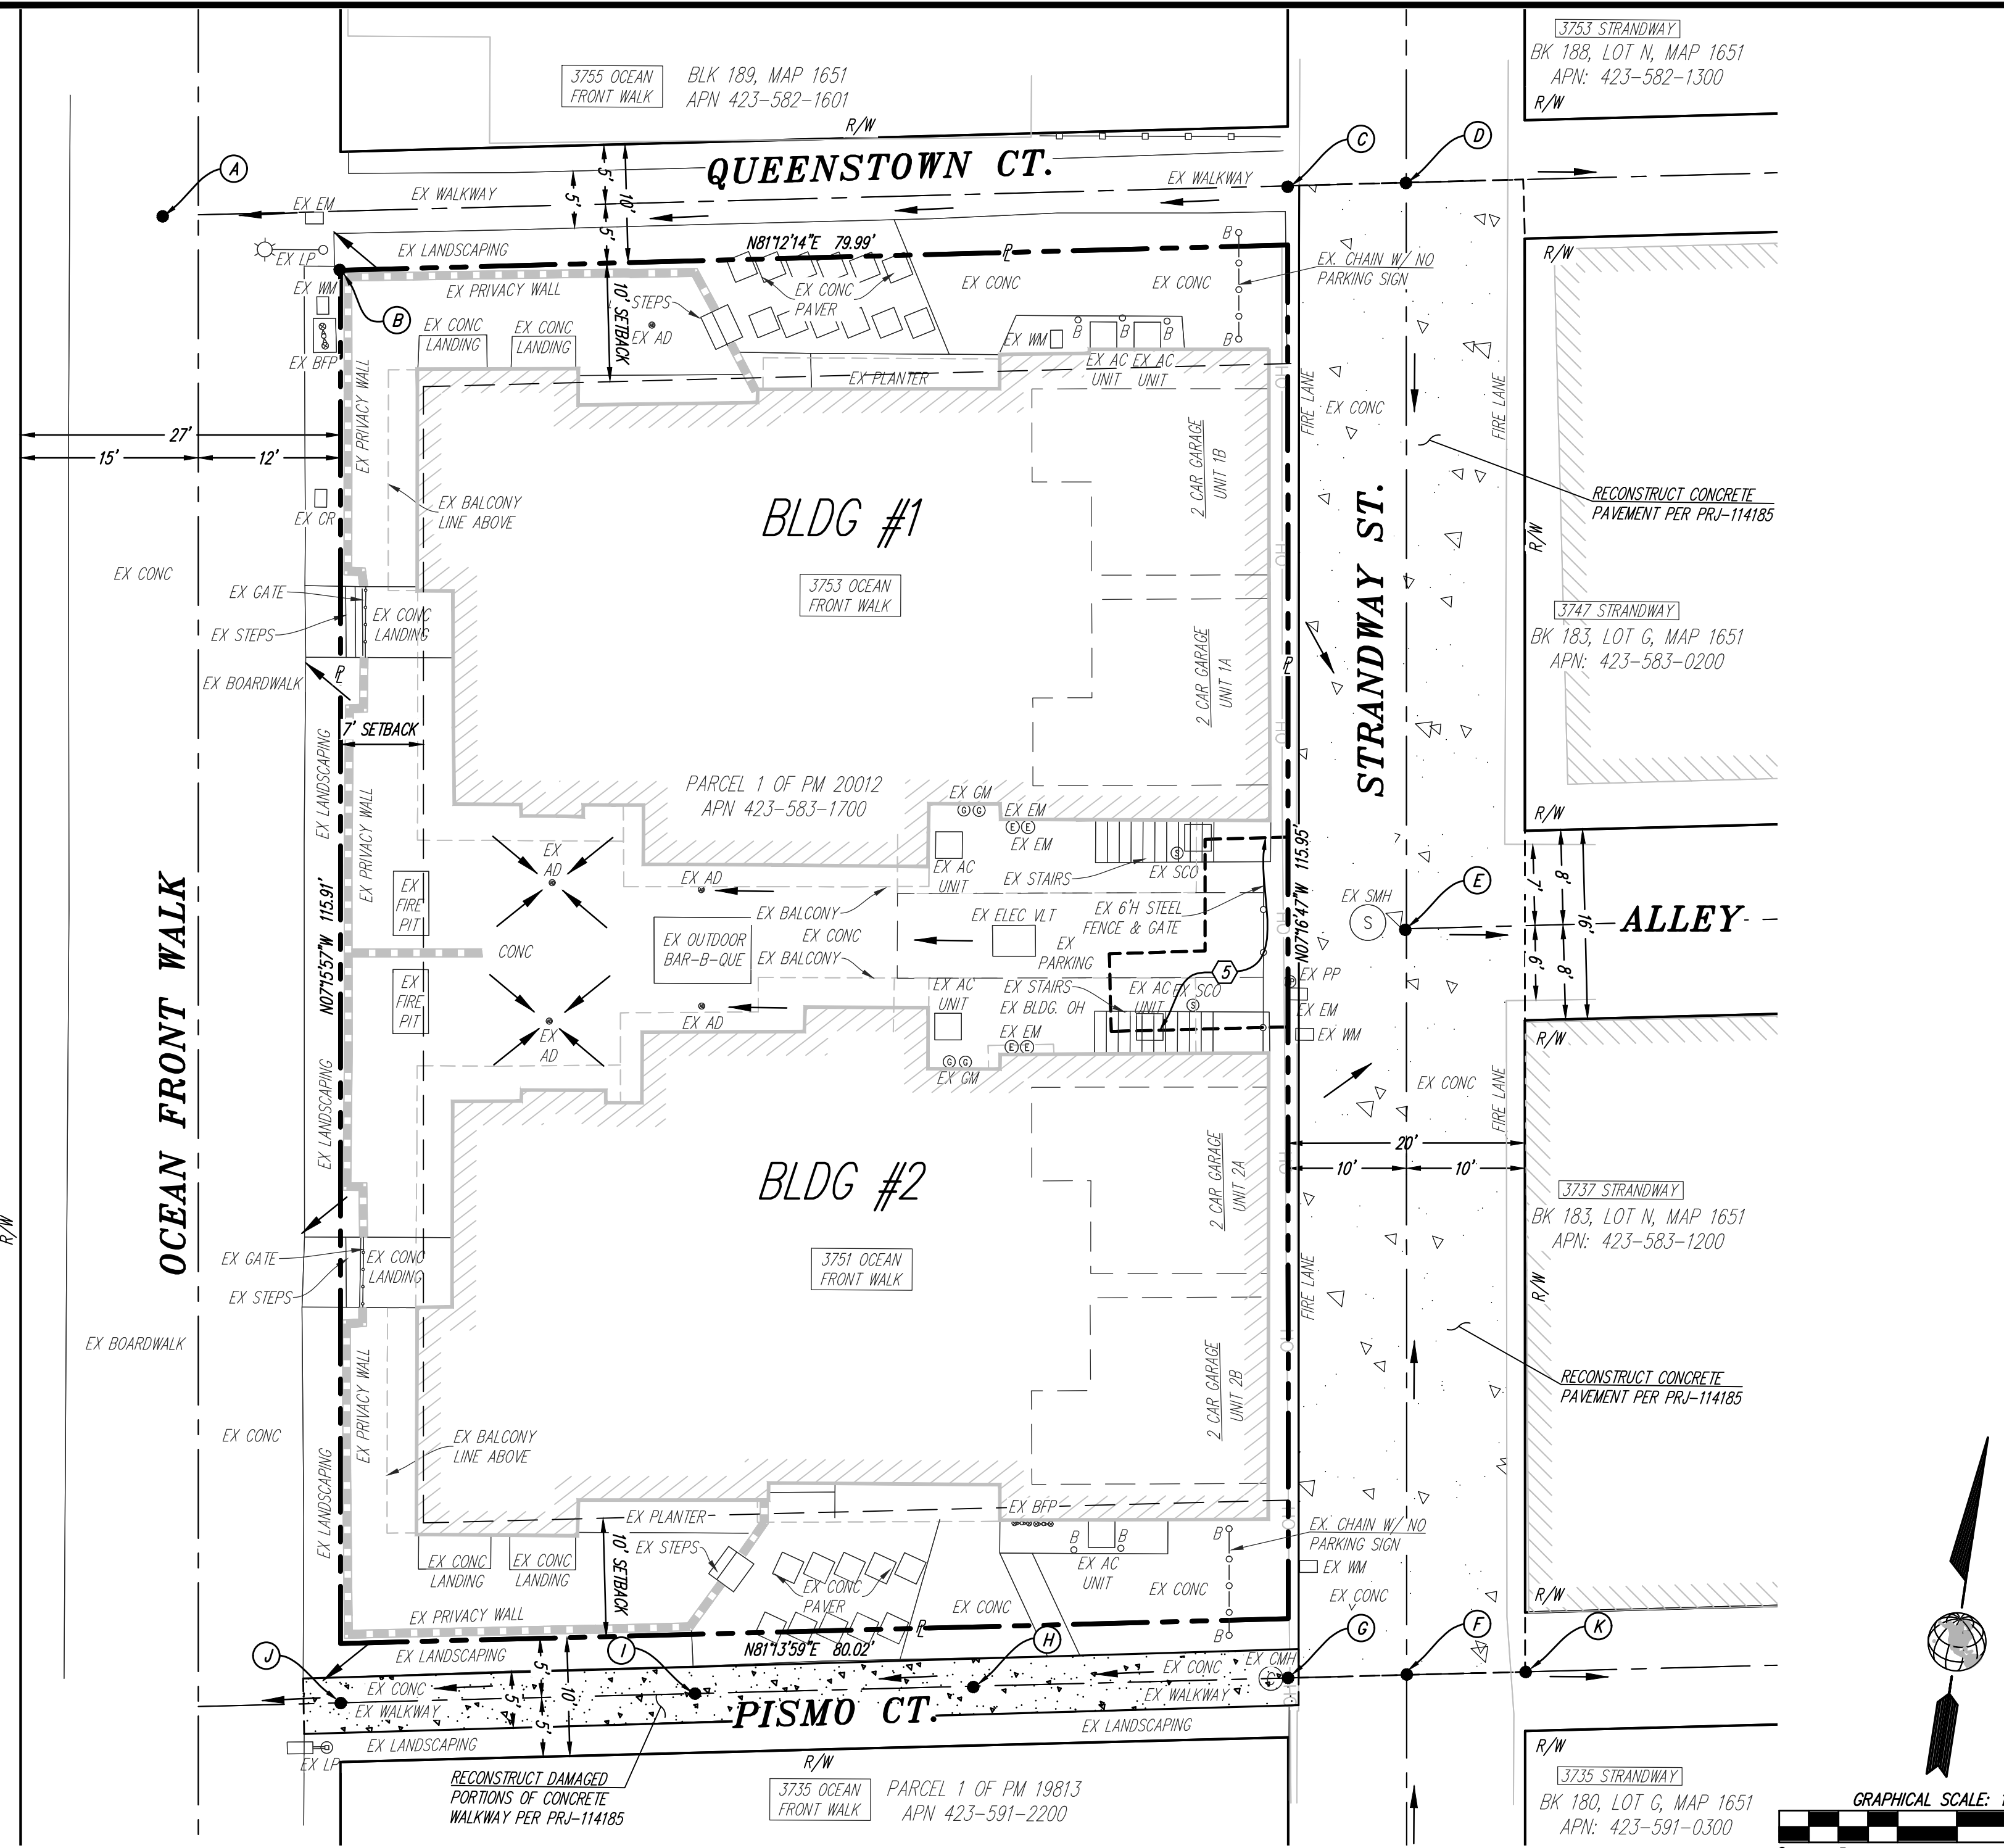 3755 OCEAN
FRONT WALK
BLK 189, MAP 1651
APN 423-582-1601
R/W
3753 STRANDWAY
BK 188, LOT N, MAP 1651
APN: 423-582-1300
R/W
A
C
D
QUEENSTOWN CT.
5'
10'
5'
5'
EX WALKWAY
EX WALKWAY
EX EM
EX LANDSCAPING
N81°12'14"E 79.99'
EX LP
EX WM
B
EX BFP
EX PRIVACY WALL
EX CONC
LANDING
EX CONC
LANDING
10' SETBACK
STEPS
EX AD
EX CONC
PAVER
PL
EX CONC
EX CONC
B
B
EX. CHAIN W/ NO
PARKING SIGN
R/W
EX WM
B
B
B
EX AC
UNIT
EX AC
UNIT
EX PLANTER
EX PRIVACY WALL
27'
15'
12'
EX CR
EX BALCONY
LINE ABOVE
BLDG #1
3753 OCEAN
FRONT WALK
2 CAR GARAGE
UNIT 1B
2 CAR GARAGE
UNIT 1A
FIRE LANE
EX CONC
FIRE LANE
RECONSTRUCT CONCRETE
PAVEMENT PER PRJ-114185
R/W
STRANDWAY ST.
3747 STRANDWAY
BK 183, LOT G, MAP 1651
APN: 423-583-0200
R/W
EX CONC
EX GATE
EX STEPS
EX CONC
LANDING
EX BOARDWALK
PL
PL
7' SETBACK
EX LANDSCAPING
EX PRIVACY WALL
PARCEL 1 OF PM 20012
APN 423-583-1700
EX GM
G G
EX EM
E E
EX EM
EX AC
UNIT
EX STAIRS
S
EX SCO
N07°16'47"W 115.95'
OCEAN FRONT WALK
N07°15'57"W 115.91'
EX
FIRE
PIT
EX
AD
EX AD
EX BALCONY
EX OUTDOOR
BAR-B-QUE
EX CONC
EX BALCONY
EX ELEC VLT
EX 6'H STEEL
FENCE & GATE
EX
PARKING
5
CONC
EX
FIRE
PIT
EX
AD
EX AD
EX AC
UNIT
EX STAIRS
EX BLDG. OH
EX EM
E E
G G
EX GM
EX AC
UNIT
EX SCO
S
EX PP
EX EM
EX WM
EX SMH
S
E
7'
8'
16'
6'
8'
ALLEY
R/W
EX CONC
FIRE LANE
20'
10'
10'
EX LANDSCAPING
R/W
BLDG #2
3751 OCEAN
FRONT WALK
2 CAR GARAGE
UNIT 2A
2 CAR GARAGE
UNIT 2B
FIRE LANE
3737 STRANDWAY
BK 183, LOT N, MAP 1651
APN: 423-583-1200
R/W
EX GATE
EX STEPS
EX CONC
LANDING
EX BOARDWALK
EX PRIVACY WALL
EX CONC
EX LANDSCAPING
EX BALCONY
LINE ABOVE
RECONSTRUCT CONCRETE
PAVEMENT PER PRJ-114185
EX PLANTER
EX STEPS
10' SETBACK
EX BFP
B
B
EX AC
UNIT
EX CONC
B
B
EX. CHAIN W/ NO
PARKING SIGN
EX WM
EX CONC
R/W
EX CONC
LANDING
EX CONC
LANDING
EX CONC
PAVER
EX CONC
EX PRIVACY WALL
PL
N81°13'59"E 80.02'
J
I
H
G
F
K
EX LANDSCAPING
5'
10'
5'
5'
EX CONC
EX WALKWAY
EX CONC
EX WALKWAY
EX CMH
PISMO CT.
EX LANDSCAPING
EX LANDSCAPING
EX LP
RECONSTRUCT DAMAGED
PORTIONS OF CONCRETE
WALKWAY PER PRJ-114185
R/W
3735 OCEAN
FRONT WALK
PARCEL 1 OF PM 19813
APN 423-591-2200
R/W
3735 STRANDWAY
BK 180, LOT G, MAP 1651
APN: 423-591-0300
GRAPHICAL SCALE: